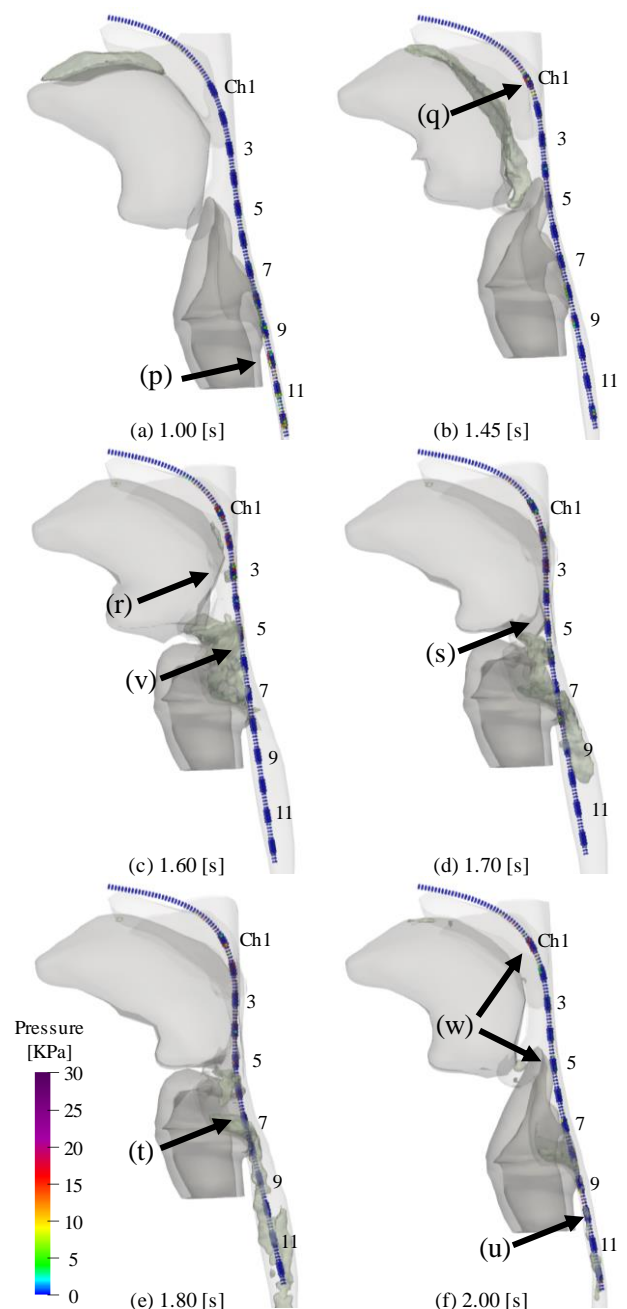 Ch1
3
5
7
9
11
(p)
(a) 1.00 [s]
Ch1
(q)
3
5
7
9
11
(b) 1.45 [s]
Ch1
3
(r)
5
(v)
7
9
11
(c) 1.60 [s]
Ch1
3
5
(s)
7
9
11
(d) 1.70 [s]
Ch1
3
5
7
(t)
9
11
Pressure
[KPa]
30
25
20
15
10
5
0
(e) 1.80 [s]
Ch1
3
(w)
5
7
9
(u)
11
(f) 2.00 [s]